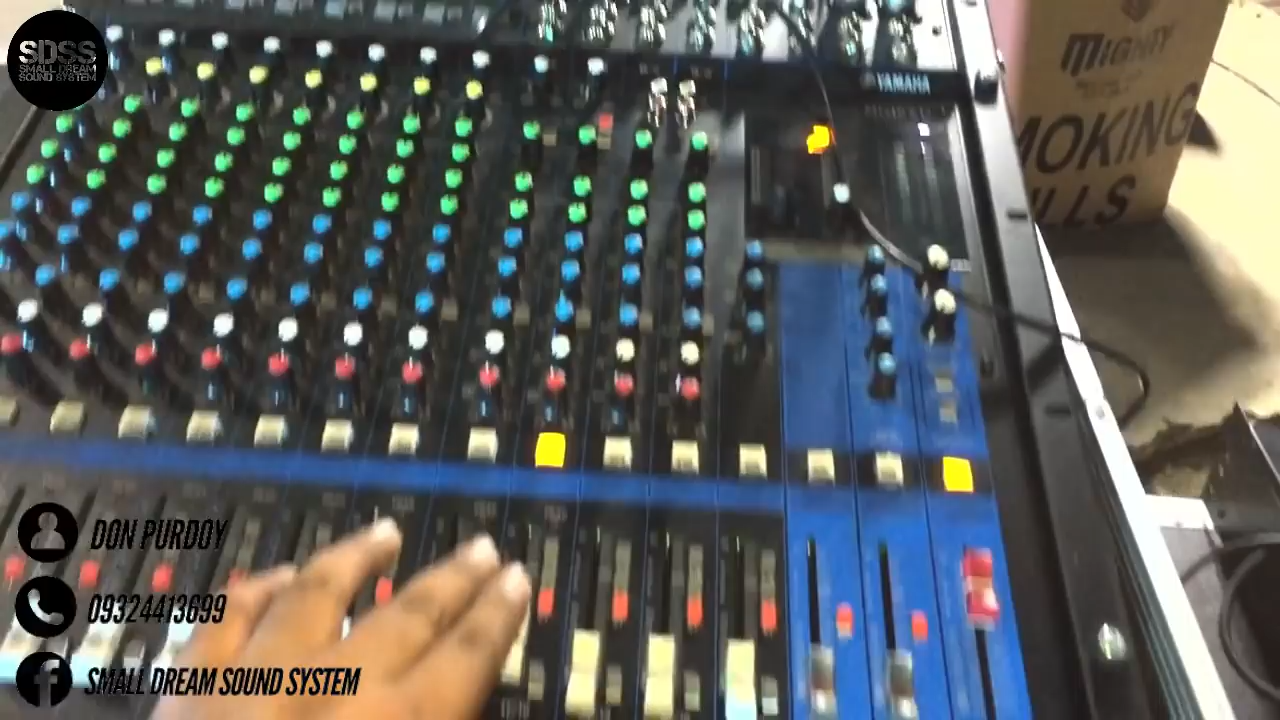 SDSS
SMALL DREAM
SOUND SYSTEM
YAMAHA
MIGHTY
MOKING
LLS
DON PURDOY
09324413699
SMALL DREAM SOUND SYSTEM